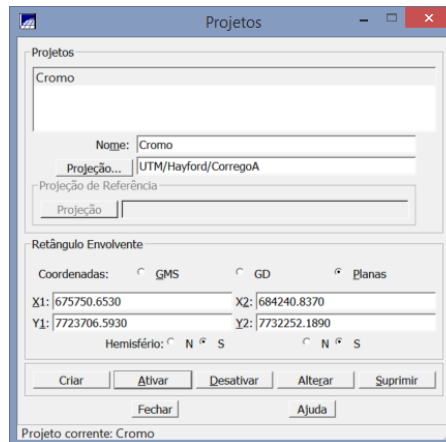 Projetos
Projetos
Cromo
Nome: Cromo
Projeção... UTM/Hayford/CorregoA
Projeção de Referência
Projeção
Retângulo Envolvente
Coordenadas: GMS GD Planas
X1: 675750.6530 X2: 684240.8370
Y1: 7723706.5930 Y2: 7732252.1890
Hemisfério: N S N S
Criar Ativar Desativar Alterar Suprimir
Fechar Ajuda
Projeto corrente: Cromo